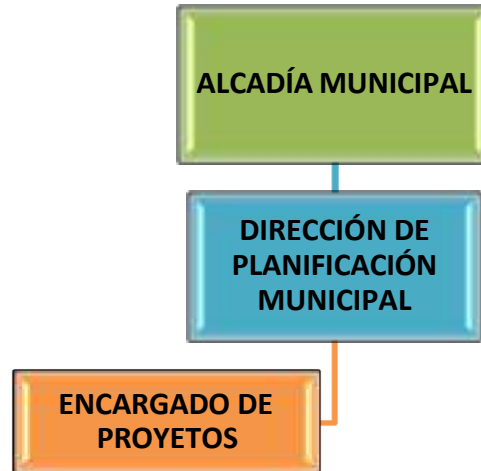 ALCADÍA MUNICIPAL
DIRECCIÓN DE
PLANIFICACIÓN
MUNICIPAL
ENCARGADO DE
PROYETOS